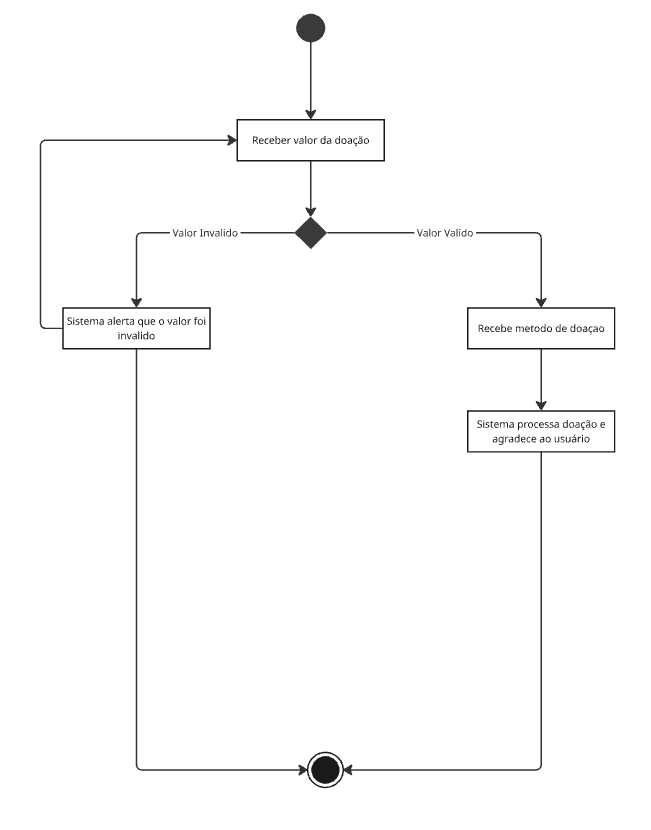 Receber valor da doação
Valor Invalido
Valor Valido
Sistema alerta que o valor foi
invalido
Recebe metodo de doaçao
Sistema processa doação e
agradece ao usuário